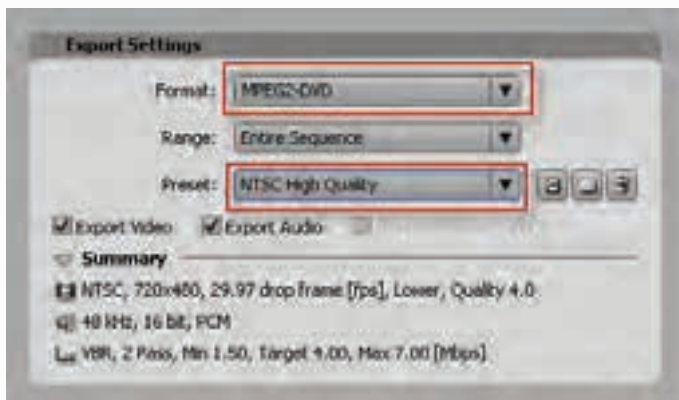 Export Settings
Format: MPEG2-DVD
Range: Entire Sequence
Preset: NTSC High Quality
Export Video Export Audio
Summary
NTSC, 720x480, 29.97 drop frame [fps], Lower, Quality 4.0
48 kHz, 16 bit, PCM
VBR, 2 Pass, Min 1.50, Target 4.00, Max 7.00 [Mbps]